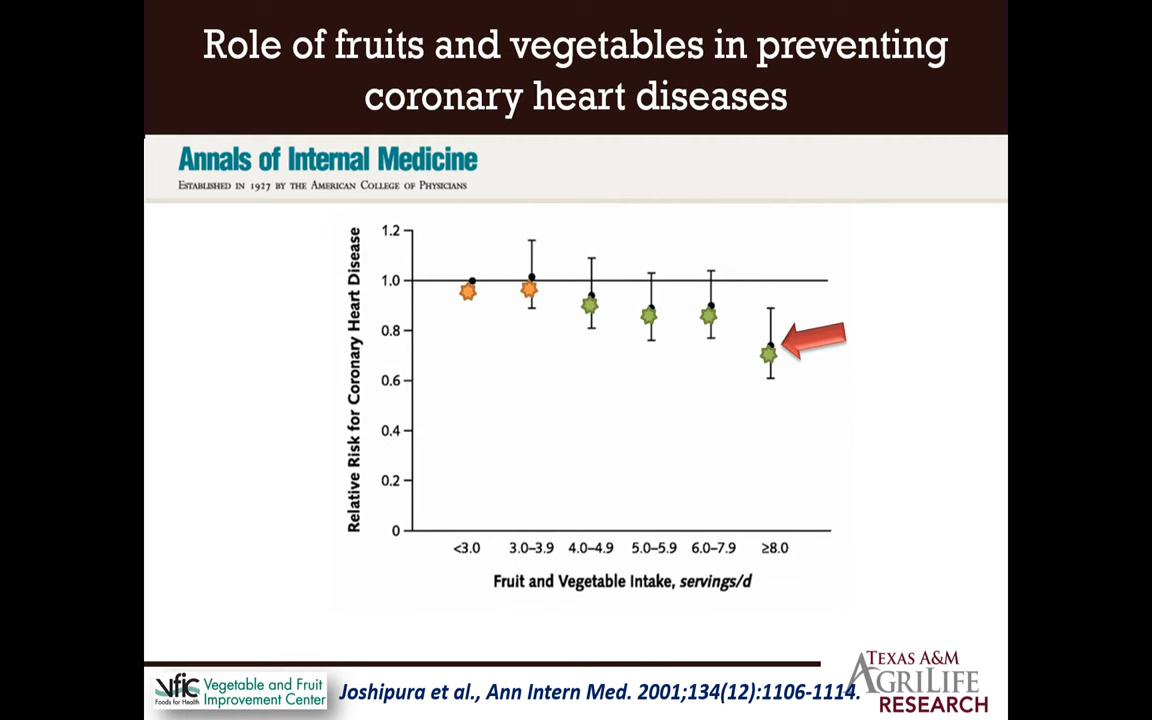 Role of fruits and vegetables in preventing
coronary heart diseases
Annals of Internal Medicine
ESTABLISHED IN 1927 BY THE AMERICAN COLLEGE OF PHYSICIANS
Relative Risk for Coronary Heart Disease
1.2
1.0
0.8
0.6
0.4
0.2
0
<3.0 3.0–3.9 4.0–4.9 5.0–5.9 6.0–7.9 ≥8.0
Fruit and Vegetable Intake, servings/d
vfic
Foods for Health
Vegetable and Fruit
Improvement Center
Joshipura et al., Ann Intern Med. 2001;134(12):1106-1114.
TEXAS A&M
AGRILIFE
RESEARCH